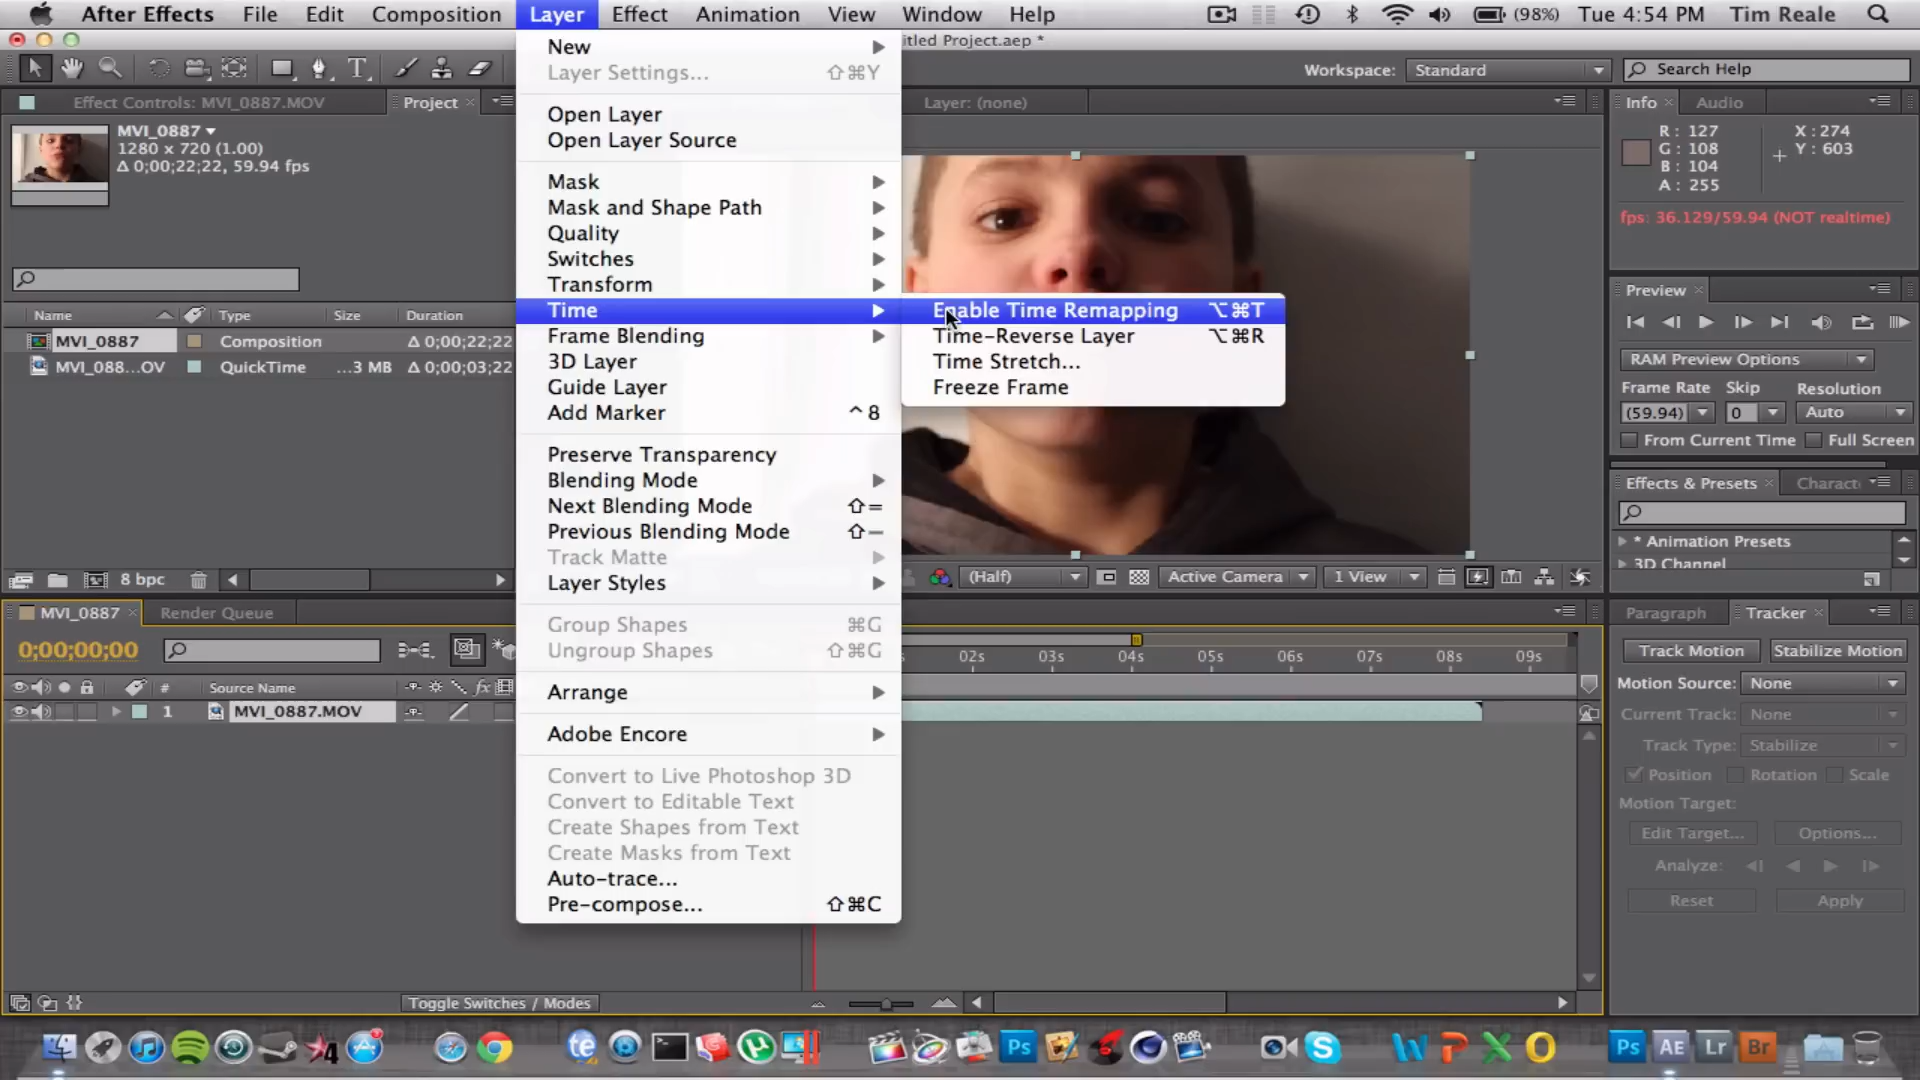 After Effects File Edit Composition Layer Effect Animation View Window Help (98%) Tue 4:54 PM Tim Reale
itled Project.aep *
Workspace: Standard Search Help
Effect Controls: MVI_0887.MOV Project Layer: (none)
MVI_0887
1280 x 720 (1.00)
Δ 0;00;22;22, 59.94 fps
Name Type Size Duration
MVI_0887 Composition Δ 0;00;22;22
MVI_088...OV QuickTime ...3 MB Δ 0;00;03;22
8 bpc
New
Layer Settings... ⇧⌘Y
Open Layer
Open Layer Source
Mask
Mask and Shape Path
Quality
Switches
Transform
Time
Frame Blending
3D Layer
Guide Layer
Add Marker ^8
Preserve Transparency
Blending Mode
Next Blending Mode ⇧=
Previous Blending Mode ⇧−
Track Matte
Layer Styles
Group Shapes ⌘G
Ungroup Shapes ⇧⌘G
Arrange
Adobe Encore
Convert to Live Photoshop 3D
Convert to Editable Text
Create Shapes from Text
Create Masks from Text
Auto-trace...
Pre-compose... ⇧⌘C
Enable Time Remapping ⌥⌘T
Time-Reverse Layer ⌥⌘R
Time Stretch...
Freeze Frame
(Half) Active Camera 1 View
Info Audio
R: 127 X: 274
G: 108 Y: 603
B: 104
A: 255
fps: 36.129/59.94 (NOT realtime)
Preview
RAM Preview Options
Frame Rate Skip Resolution
(59.94) 0 Auto
From Current Time Full Screen
Effects & Presets Characte
* Animation Presets
3D Channel
Paragraph Tracker
Track Motion Stabilize Motion
Motion Source: None
Current Track: None
Track Type: Stabilize
Position Rotation Scale
Motion Target:
Edit Target... Options...
Analyze:
Reset Apply
MVI_0887 Render Queue
0;00;00;00
# Source Name fx
1 MVI_0887.MOV
02s 03s 04s 05s 06s 07s 08s 09s
Toggle Switches / Modes
Ps Ps AE Lr Br